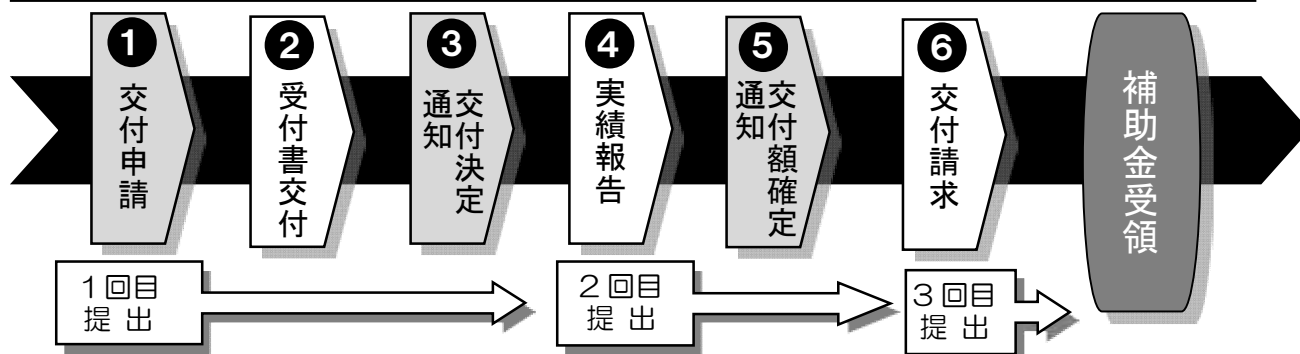 ❶
交付申請
❷
受付書交付
❸
交付決定
通知
❹
実績報告
❺
交付額確定
通知
❻
交付請求
補助金受領
1回目
提 出
2回目
提 出
3回目
提 出